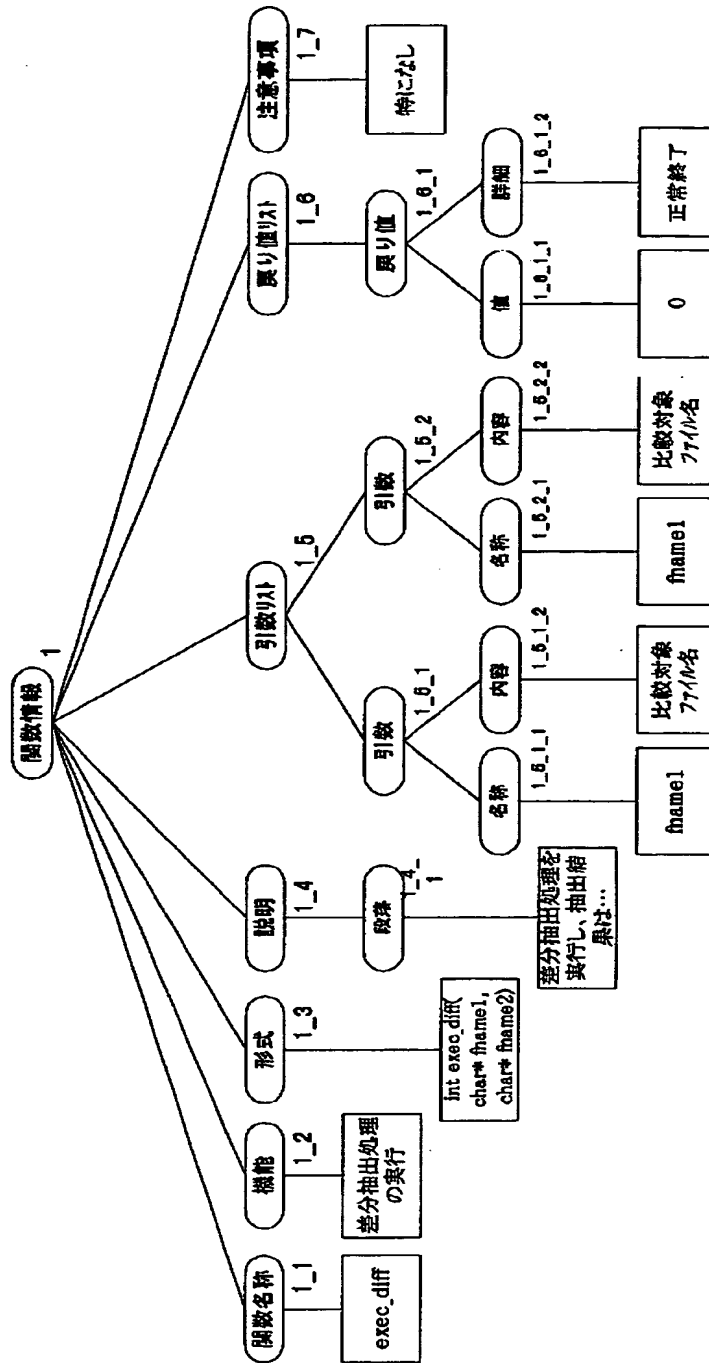 関数情報
1
関数名称
1_1
exec_diff
機能
1_2
差分抽出処理
の実行
形式
1_3
int exec_diff(
char* fname1,
char* fname2)
説明
1_4
段落
1_4_
1
差分抽出処理を
実行し、抽出結
果は…
引数リスト
1_5
引数
1_5_1
名称
1_5_1_1
fname1
内容
1_5_1_2
比較対象
ファイル名
引数
1_5_2
名称
1_5_2_1
fname1
内容
1_5_2_2
比較対象
ファイル名
戻り値リスト
1_6
戻り値
1_6_1
値
1_6_1_1
0
詳細
1_6_1_2
正常終了
注意事項
1_7
特になし